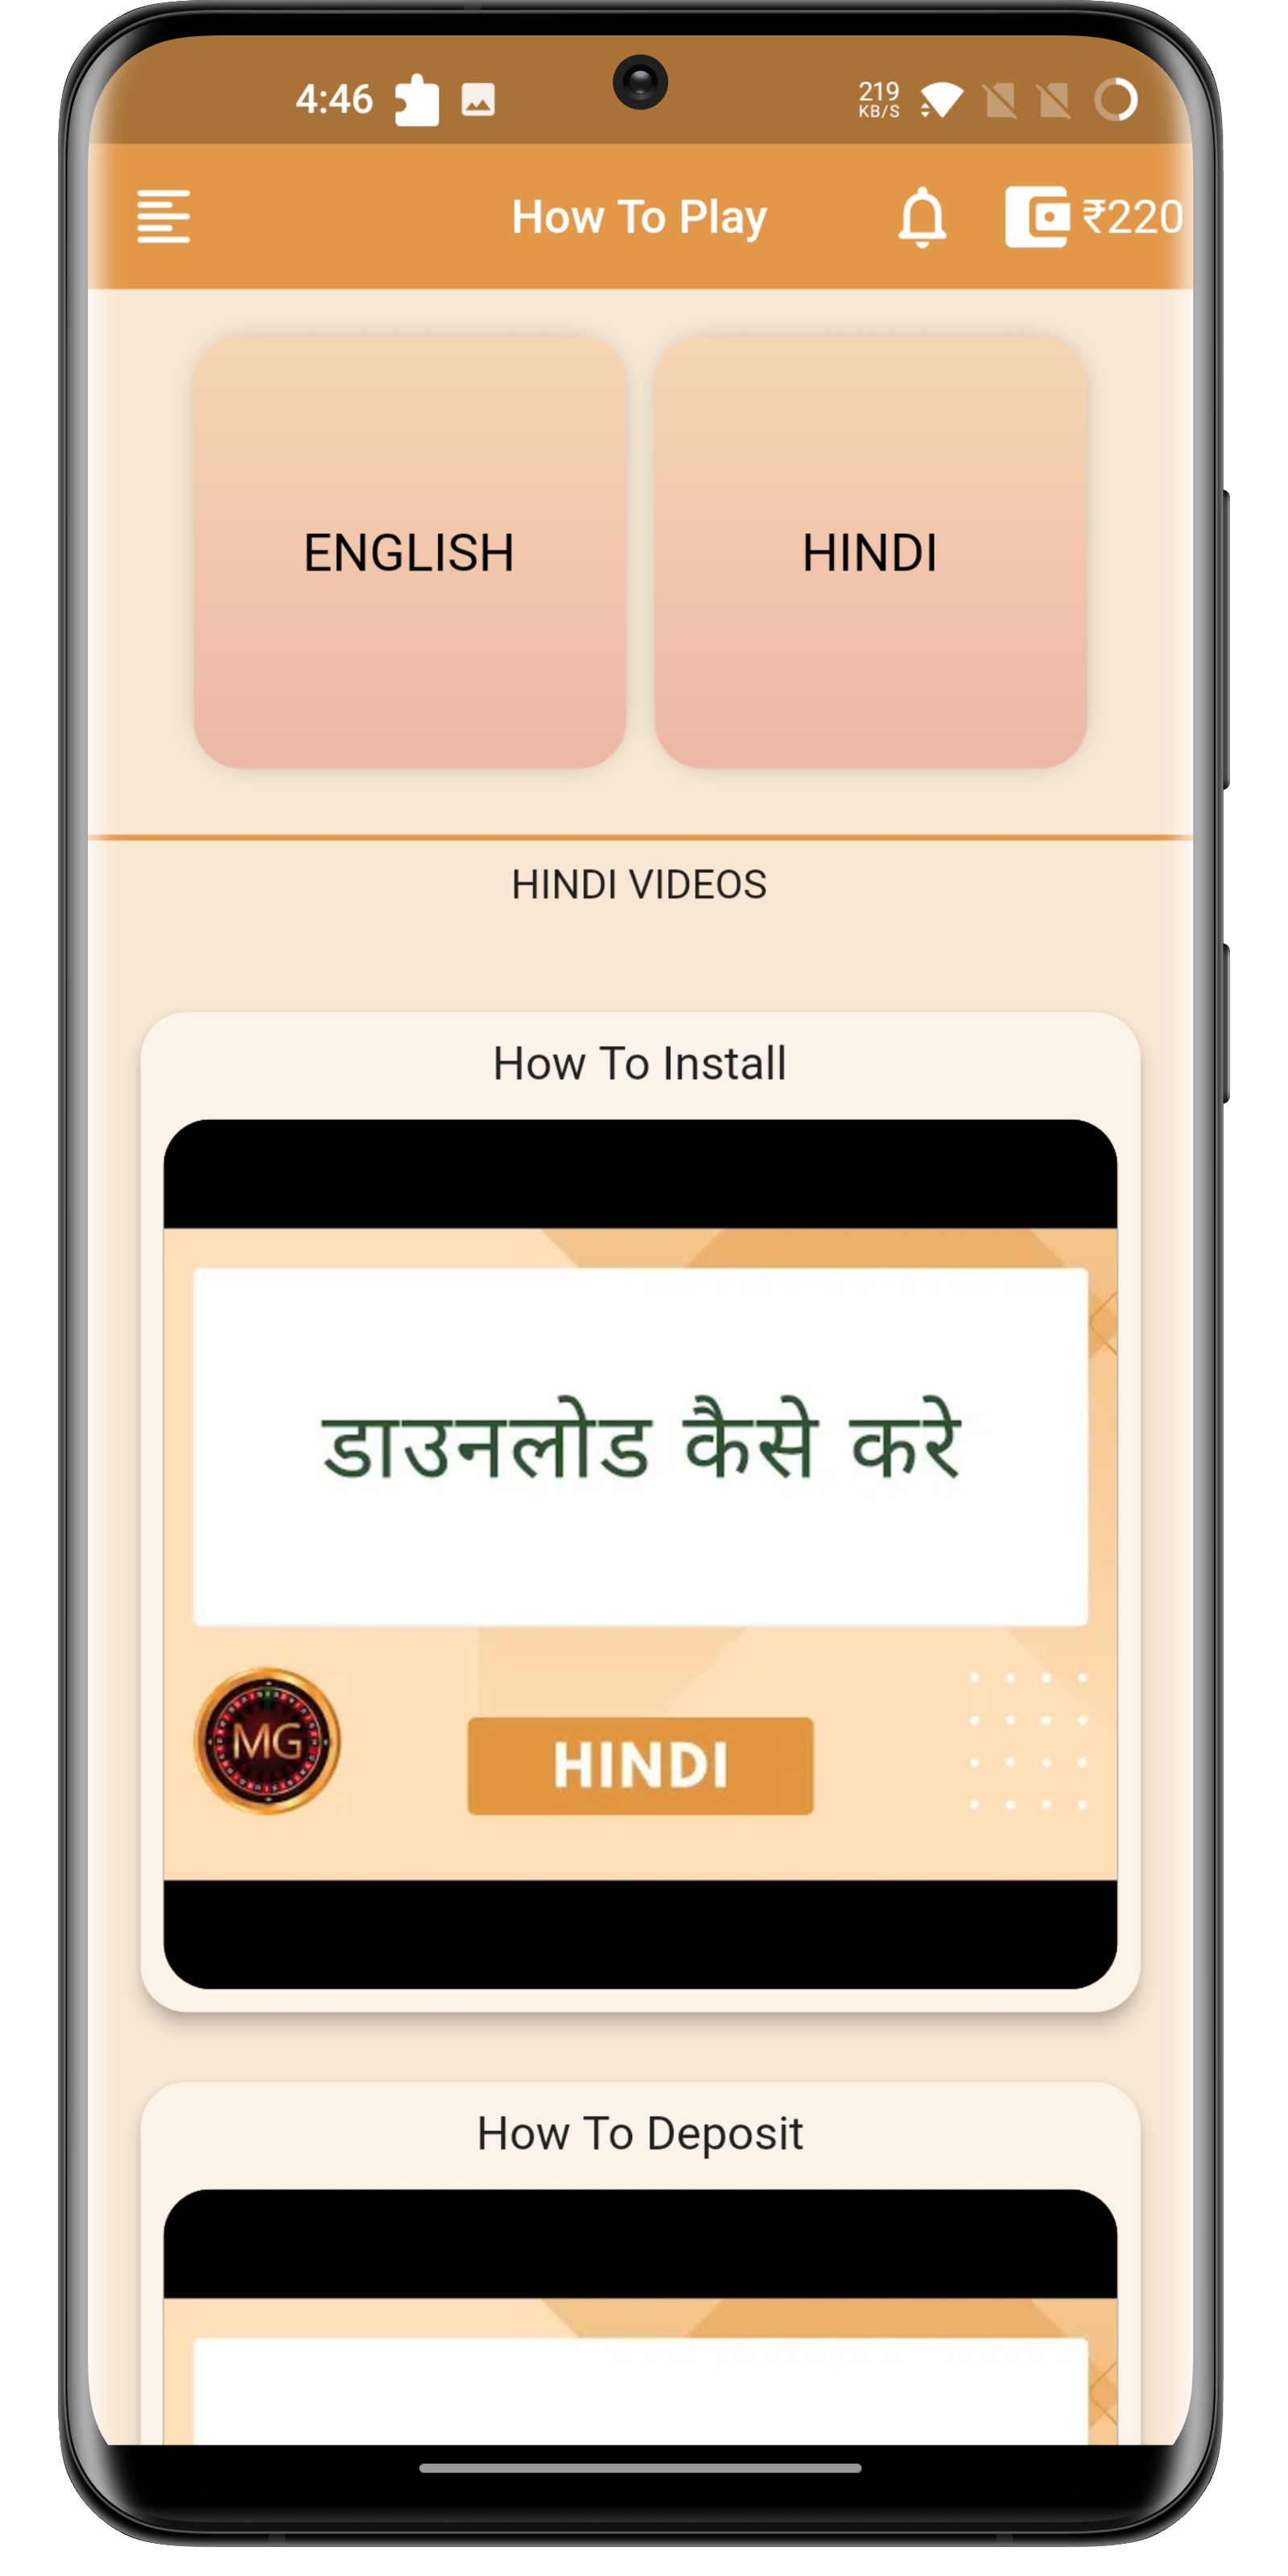 4:46
219
KB/S
How To Play
₹220
ENGLISH
HINDI
HINDI VIDEOS
How To Install
डाउनलोड कैसे करे
MG
HINDI
How To Deposit